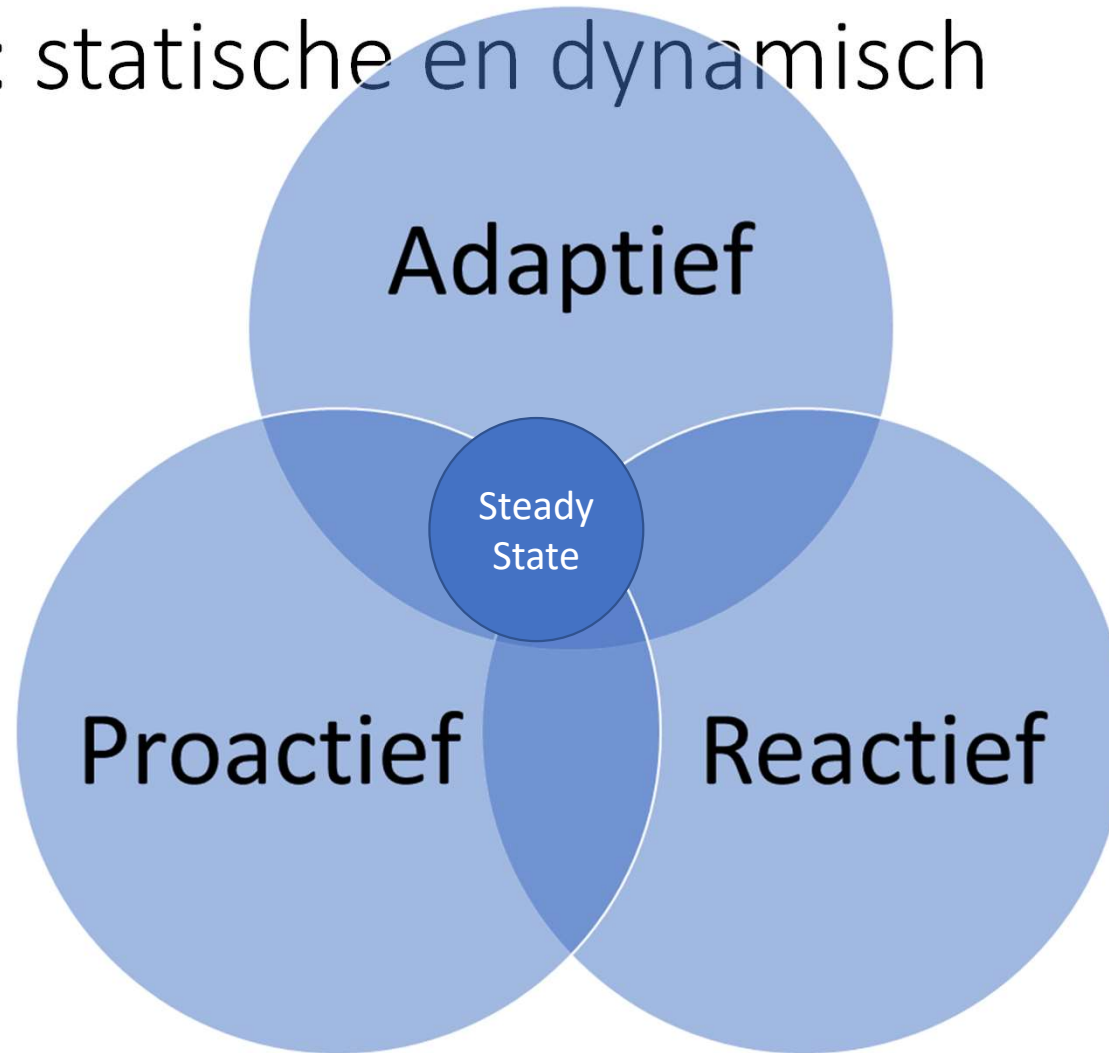 : statische en dynamisch
Adaptief
Steady
State
Proactief
Reactief